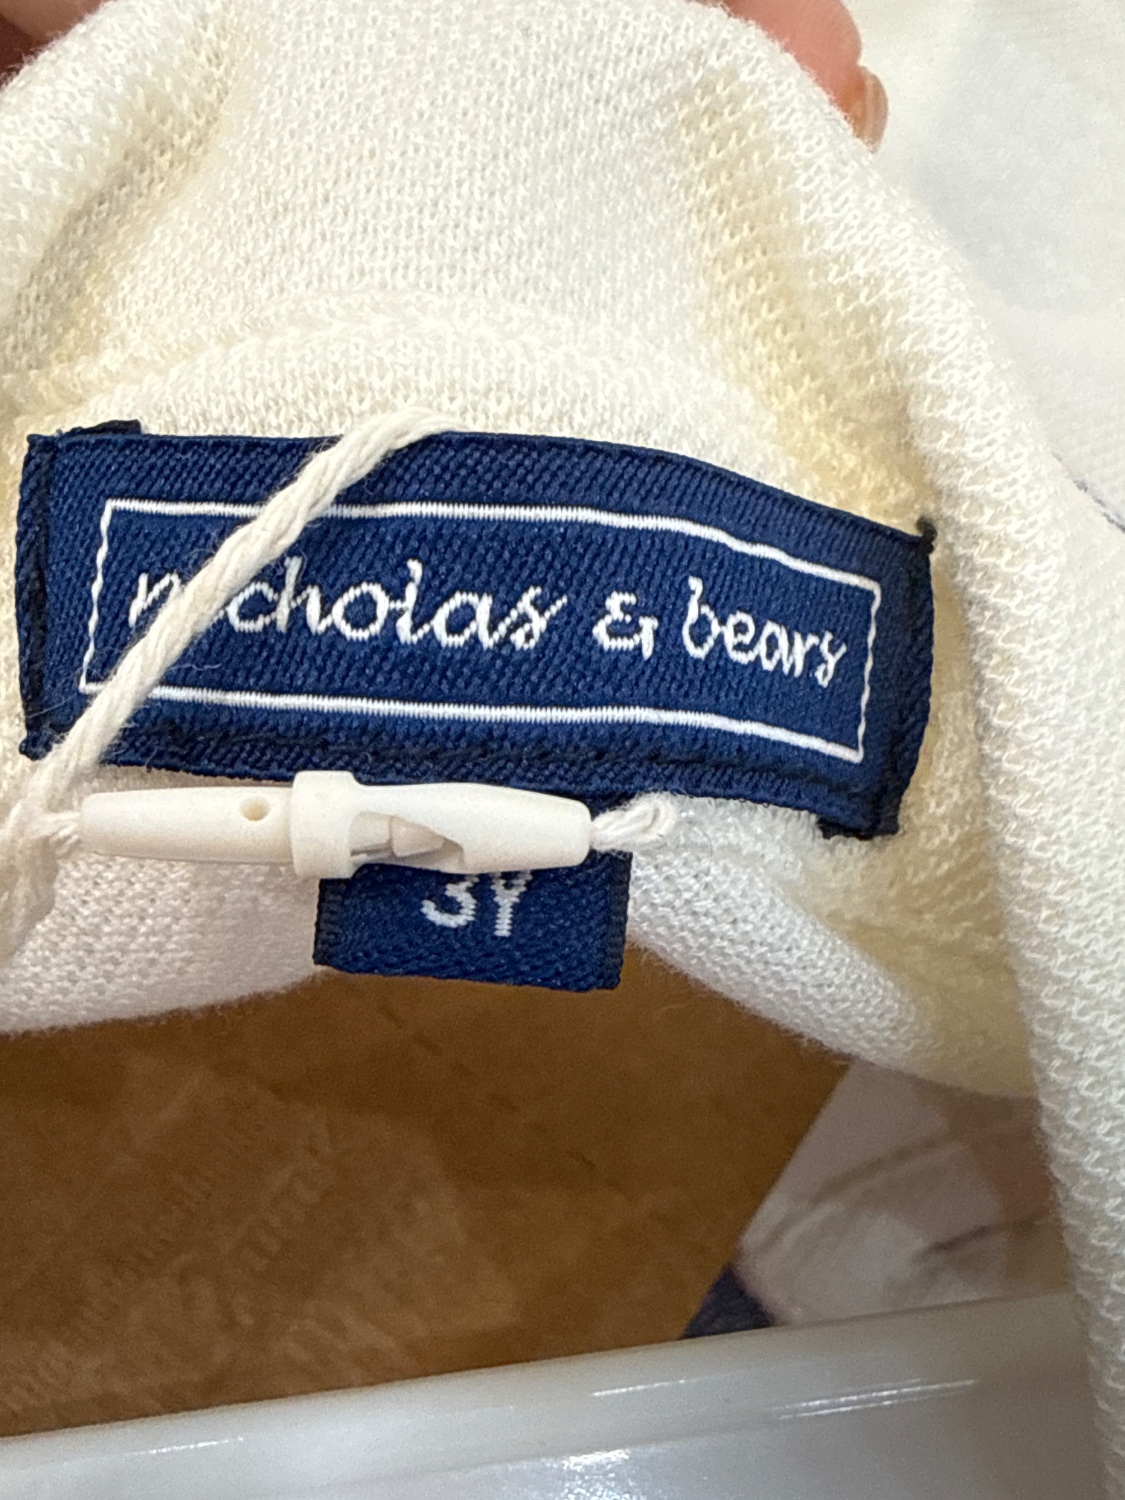 nicholas & bears
3Y